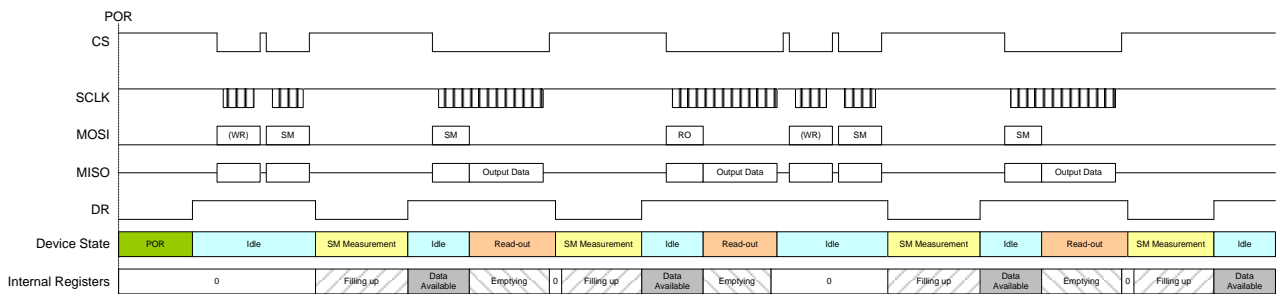 POR
CS
SCLK
MOSI (WR) SM SM RO (WR) SM SM
MISO Output Data Output Data Output Data
DR
Device State POR Idle SM Measurement Idle Read-out SM Measurement Idle Read-out Idle SM Measurement Idle Read-out SM Measurement Idle
Internal Registers 0 Filling up Data Available Emptying 0 Filling up Data Available Emptying 0 Filling up Data Available Emptying 0 Filling up Data Available